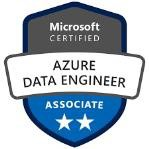 Microsoft
CERTIFIED
AZURE
DATA ENGINEER
ASSOCIATE